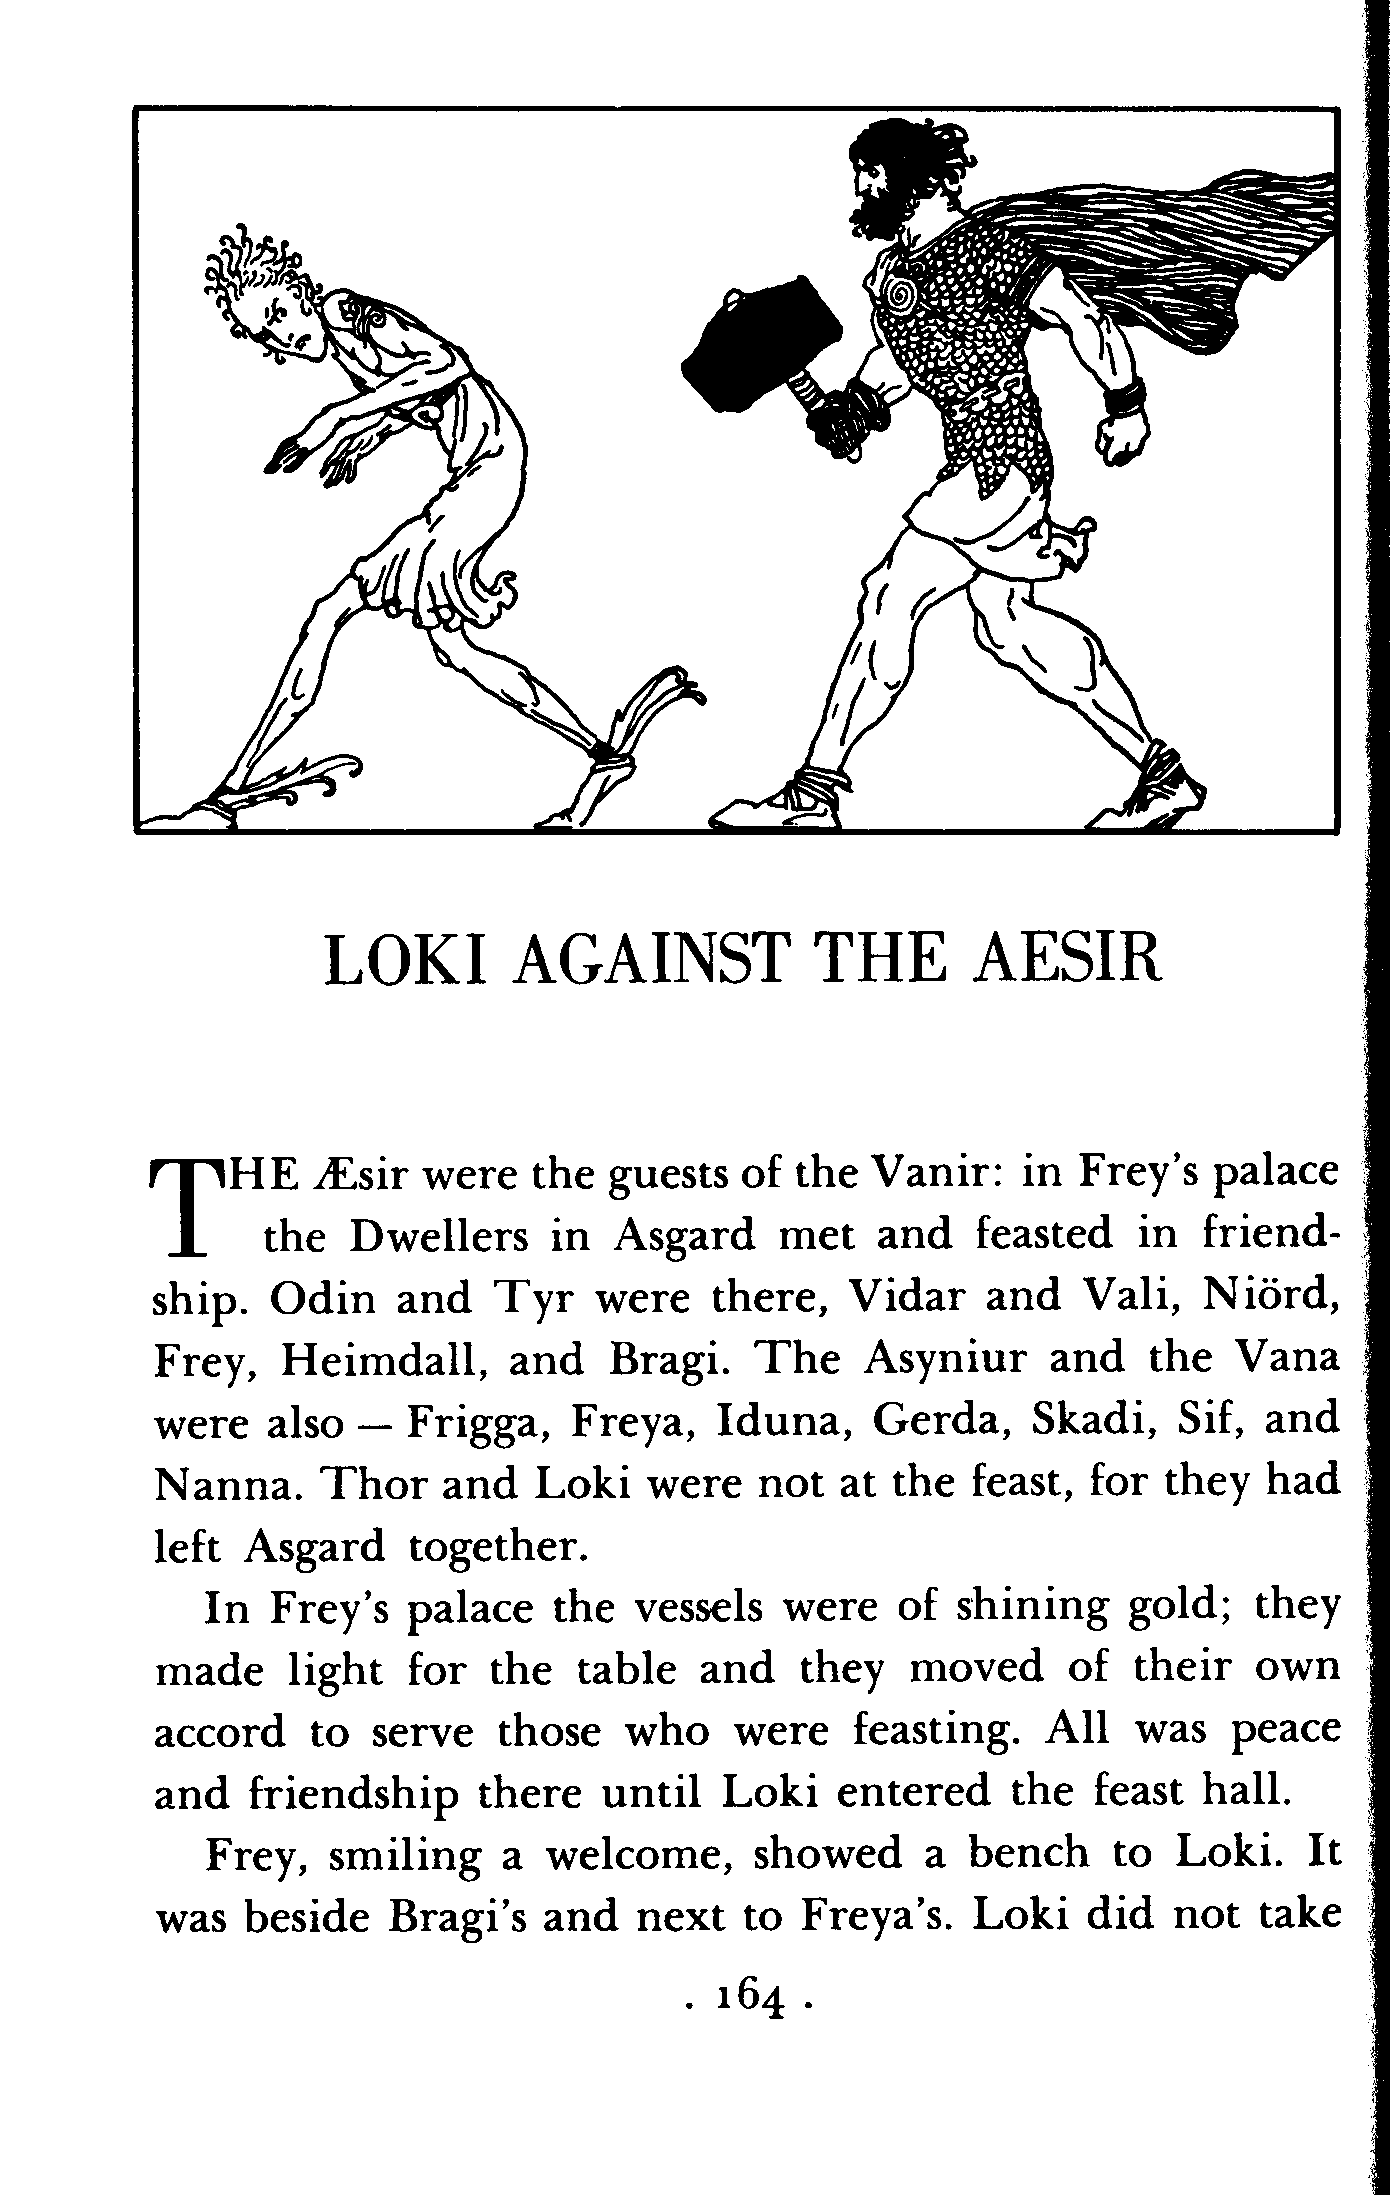 LOKI AGAINST THE AESIR
THE Æsir were the guests of the Vanir: in Frey's palace
the Dwellers in Asgard met and feasted in friend-
ship. Odin and Tyr were there, Vidar and Vali, Niörd,
Frey, Heimdall, and Bragi. The Asyniur and the Vana
were also — Frigga, Freya, Iduna, Gerda, Skadi, Sif, and
Nanna. Thor and Loki were not at the feast, for they had
left Asgard together.
In Frey's palace the vessels were of shining gold; they
made light for the table and they moved of their own
accord to serve those who were feasting. All was peace
and friendship there until Loki entered the feast hall.
Frey, smiling a welcome, showed a bench to Loki. It
was beside Bragi's and next to Freya's. Loki did not take
. 164 .